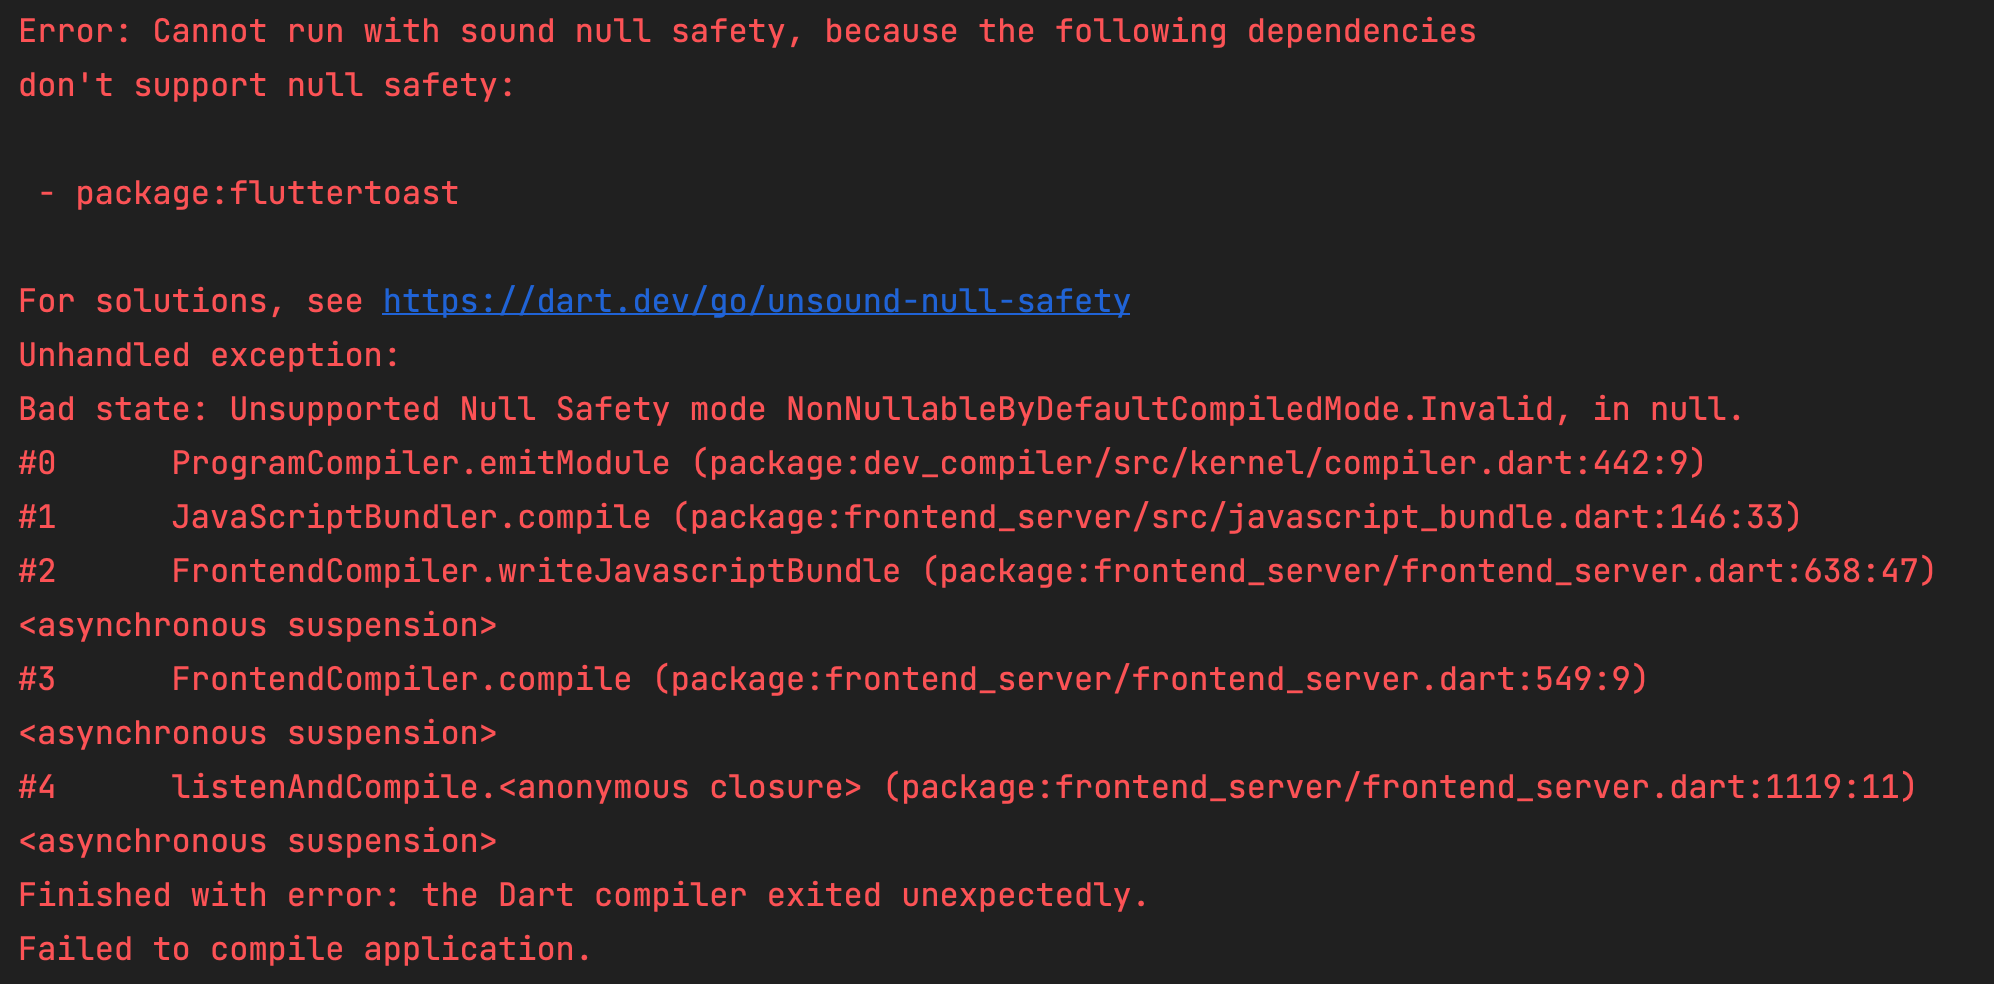 Error: Cannot run with sound null safety, because the following dependencies
don't support null safety:
- package:fluttertoast
For solutions, see https://dart.dev/go/unsound-null-safety
Unhandled exception:
Bad state: Unsupported Null Safety mode NonNullableByDefaultCompiledMode.Invalid, in null.
#0      ProgramCompiler.emitModule (package:dev_compiler/src/kernel/compiler.dart:442:9)
#1      JavaScriptBundler.compile (package:frontend_server/src/javascript_bundle.dart:146:33)
#2      FrontendCompiler.writeJavascriptBundle (package:frontend_server/frontend_server.dart:638:47)
<asynchronous suspension>
#3      FrontendCompiler.compile (package:frontend_server/frontend_server.dart:549:9)
<asynchronous suspension>
#4      listenAndCompile.<anonymous closure> (package:frontend_server/frontend_server.dart:1119:11)
<asynchronous suspension>
Finished with error: the Dart compiler exited unexpectedly.
Failed to compile application.